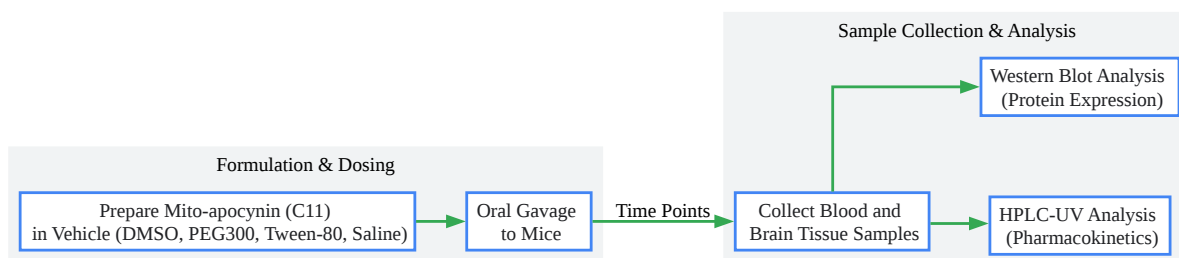 Sample Collection & Analysis
Western Blot Analysis
(Protein Expression)
Formulation & Dosing
Prepare Mito-apocynin (C11)
in Vehicle (DMSO, PEG300, Tween-80, Saline)
Oral Gavage
to Mice
Time Points
Collect Blood and
Brain Tissue Samples
HPLC-UV Analysis
(Pharmacokinetics)